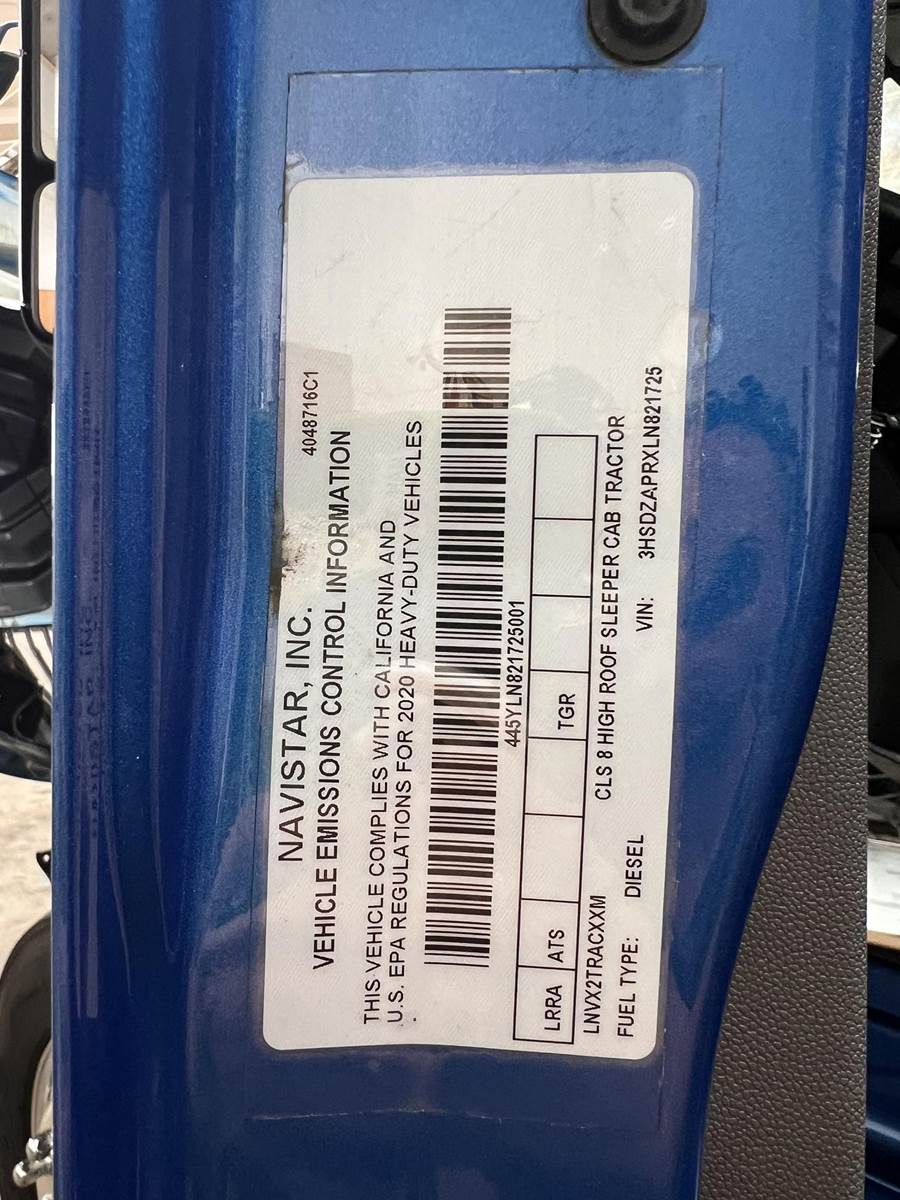 4048716C1
NAVISTAR, INC.
VEHICLE EMISSIONS CONTROL INFORMATION
THIS VEHICLE COMPLIES WITH CALIFORNIA AND
U.S. EPA REGULATIONS FOR 2020 HEAVY-DUTY VEHICLES
.
445YLN821725001
LRRA ATS TGR
LNVX2TRACXXM CLS 8 HIGH ROOF SLEEPER CAB TRACTOR
FUEL TYPE: DIESEL VIN: 3HSDZAPRXLN821725